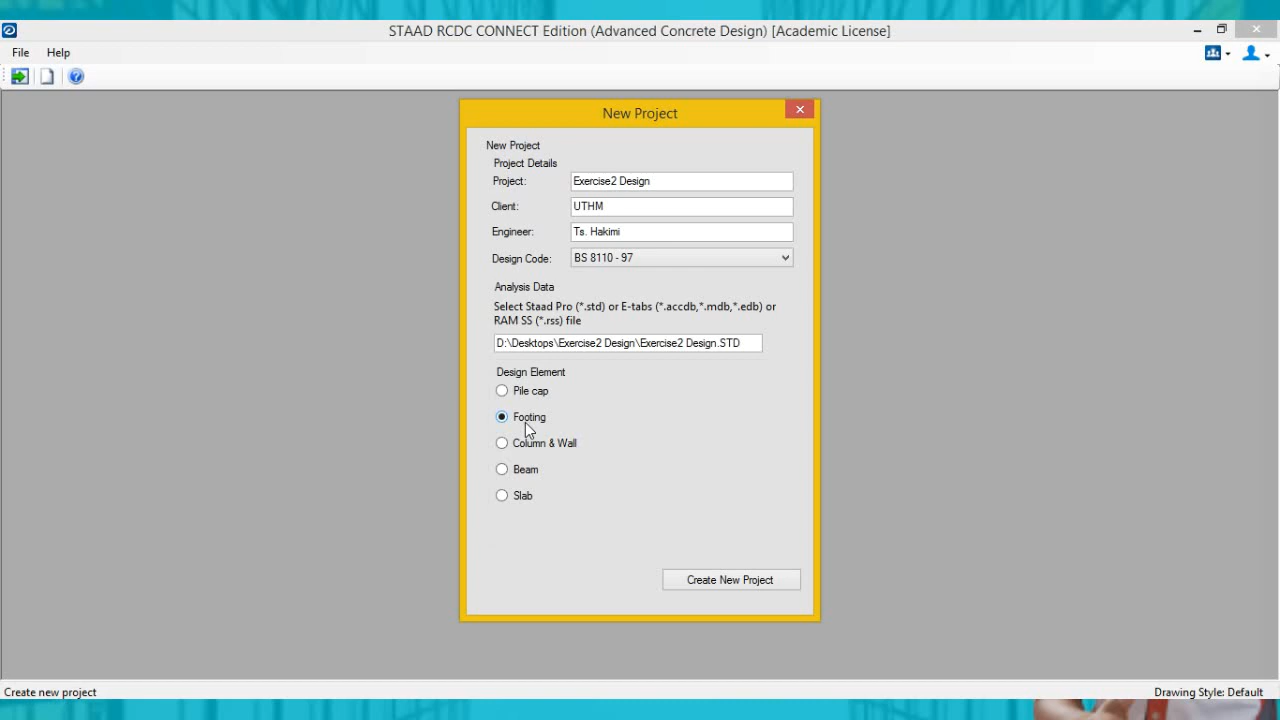 STAAD RCDC CONNECT Edition (Advanced Concrete Design) [Academic License]
File Help
New Project
New Project
Project Details
Project: Exercise2 Design
Client: UTHM
Engineer: Ts. Hakimi
Design Code: BS 8110 - 97
Analysis Data
Select Staad Pro (*.std) or E-tabs (*.accdb,*.mdb,*.edb) or
RAM SS (*.rss) file
D:\Desktops\Exercise2 Design\Exercise2 Design.STD
Design Element
Pile cap
Footing
Column & Wall
Beam
Slab
Create New Project
Create new project
Drawing Style: Default